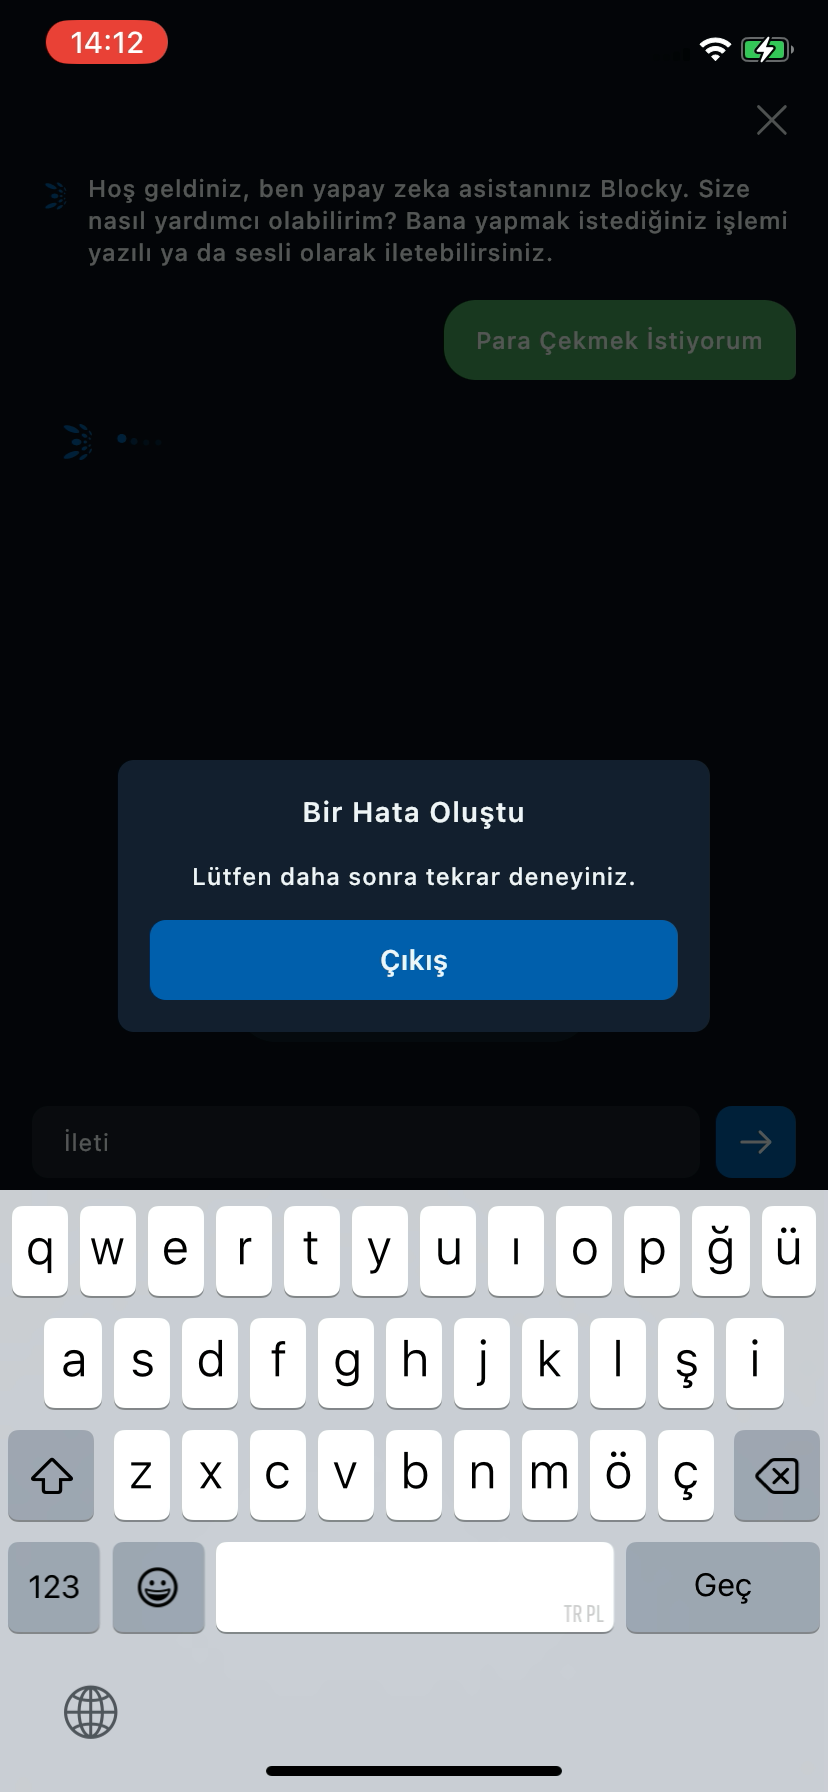 14:12
Hoş geldiniz, ben yapay zeka asistanınız Blocky. Size
nasıl yardımcı olabilirim? Bana yapmak istediğiniz işlemi
yazılı ya da sesli olarak iletebilirsiniz.
Para Çekmek İstiyorum
Bir Hata Oluştu
Lütfen daha sonra tekrar deneyiniz.
Çıkış
İleti
q w e r t y u ı o p ğ ü
a s d f g h j k l ş i
z x c v b n m ö ç
123 Geç
TR PL